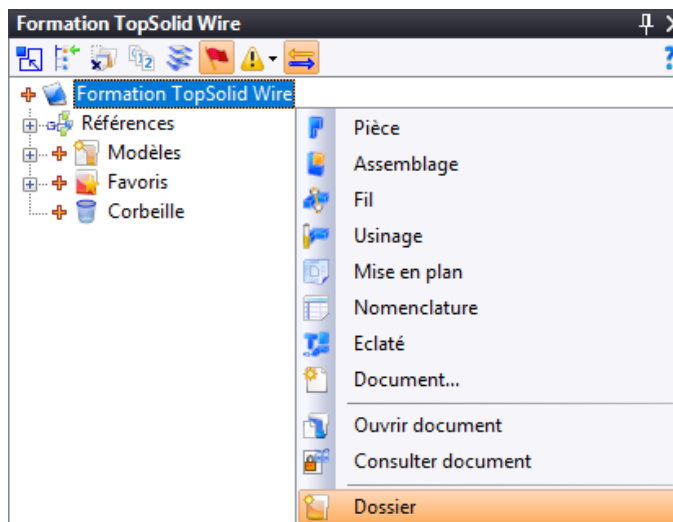 Formation TopSolid Wire
Formation TopSolid Wire
Références
Modèles
Favoris
Corbeille
Pièce
Assemblage
Fil
Usinage
Mise en plan
Nomenclature
Eclaté
Document...
Ouvrir document
Consulter document
Dossier